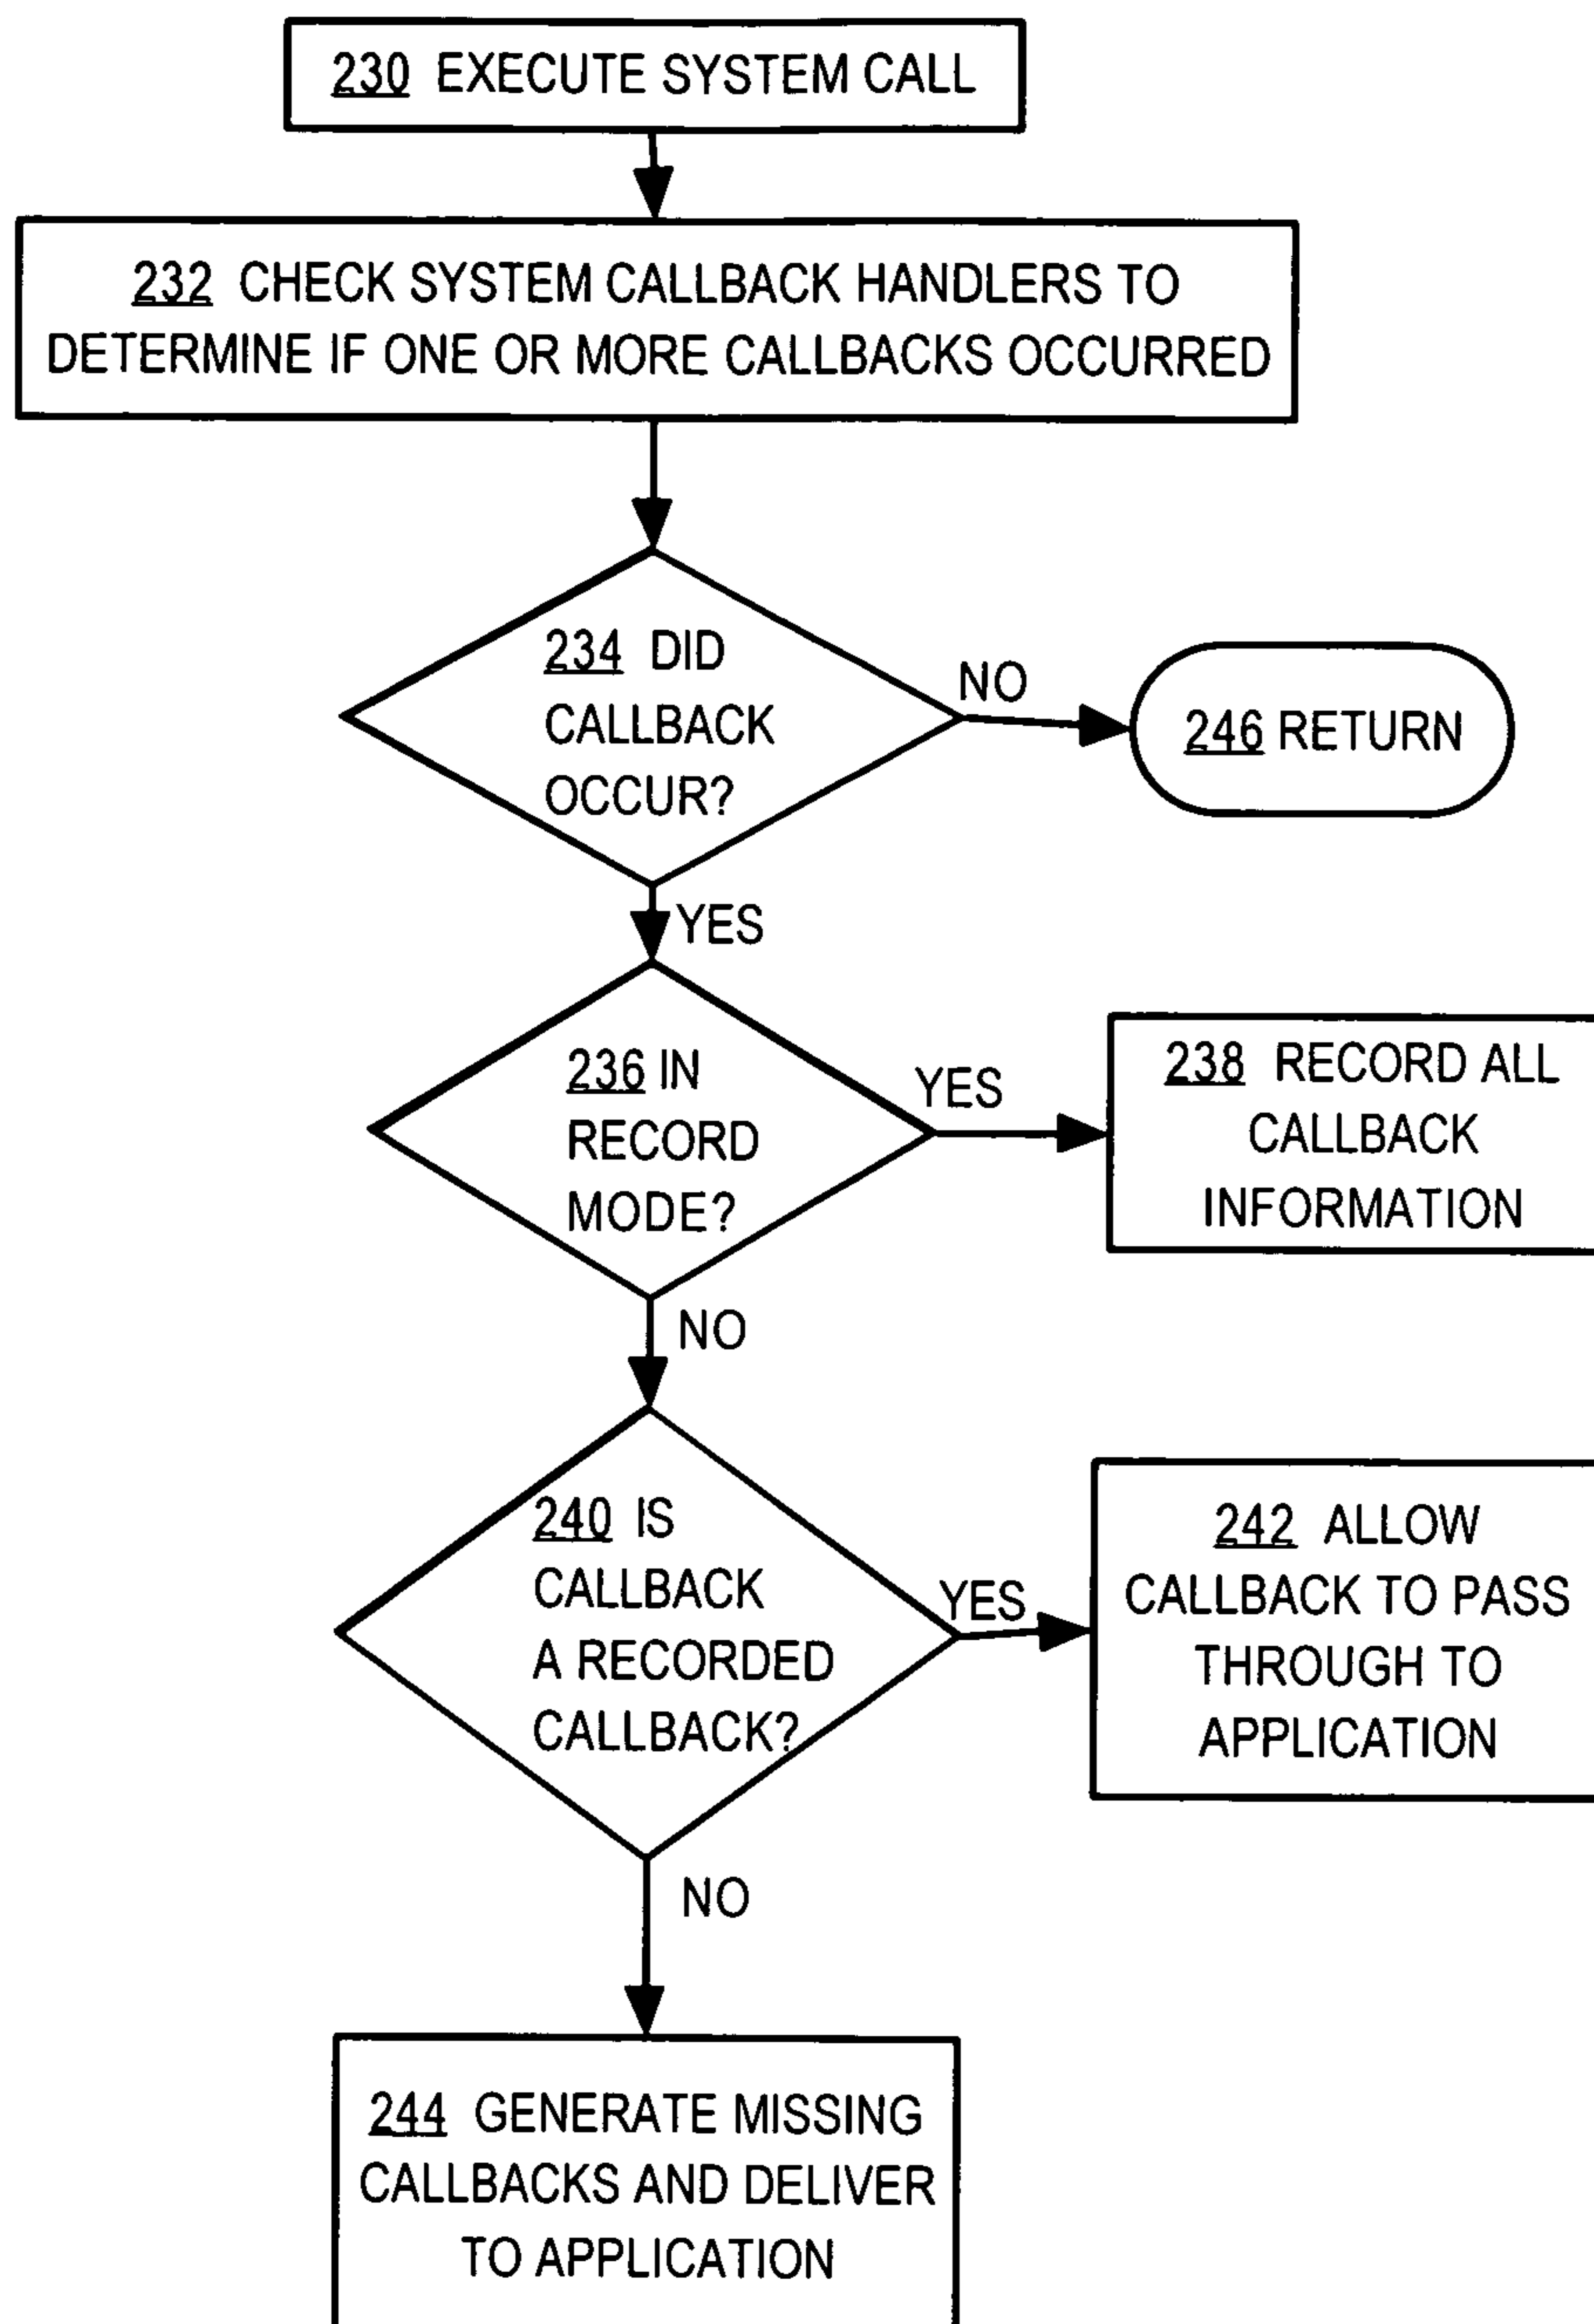 230 EXECUTE SYSTEM CALL
232 CHECK SYSTEM CALLBACK HANDLERS TO
DETERMINE IF ONE OR MORE CALLBACKS OCCURRED
234 DID
CALLBACK
OCCUR?
NO
246 RETURN
YES
236 IN
RECORD
MODE?
YES
238 RECORD ALL
CALLBACK
INFORMATION
NO
240 IS
CALLBACK
A RECORDED
CALLBACK?
YES
242 ALLOW
CALLBACK TO PASS
THROUGH TO
APPLICATION
NO
244 GENERATE MISSING
CALLBACKS AND DELIVER
TO APPLICATION